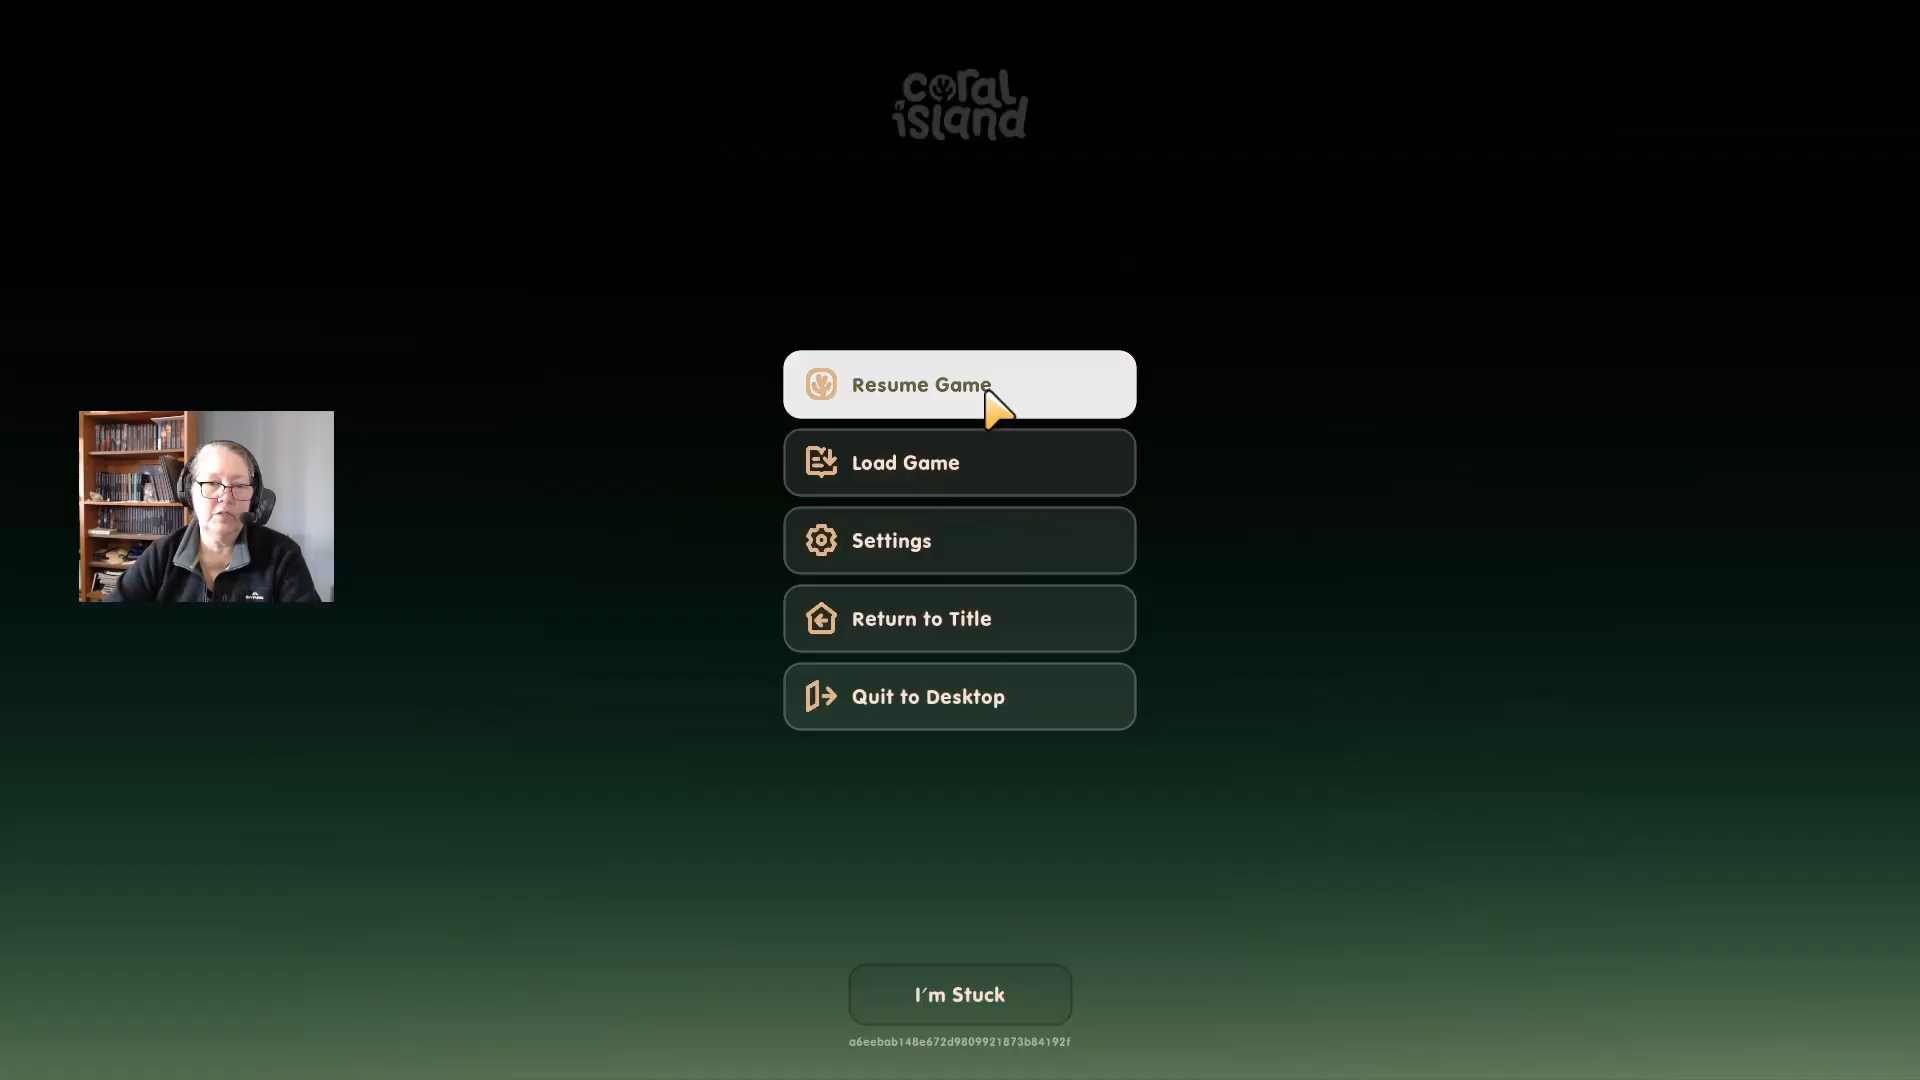 coral
island
Resume Game
Load Game
Settings
Return to Title
Quit to Desktop
I'm Stuck
a6eebab148e672d9809921873b84192f